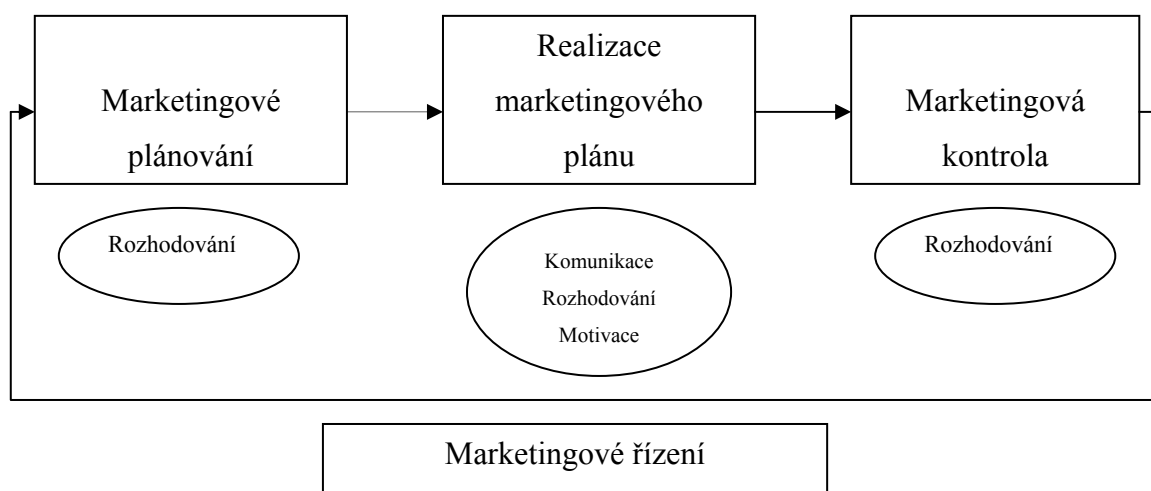 Marketingové
plánování
Realizace
marketingového
plánu
Marketingová
kontrola
Rozhodování
Komunikace
Rozhodování
Motivace
Rozhodování
Marketingové řízení